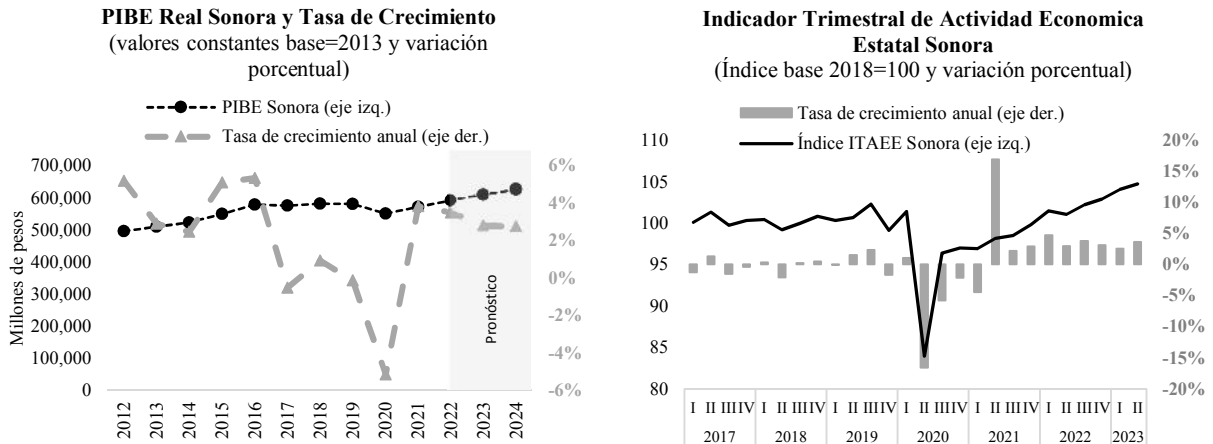 PIBE Real Sonora y Tasa de Crecimiento
(valores constantes base=2013 y variación
porcentual)
PIBE Sonora (eje izq.)
Tasa de crecimiento anual (eje der.)
Millones de pesos
700,000
600,000
500,000
400,000
300,000
200,000
100,000
0
6%
4%
2%
0%
-2%
-4%
-6%
Pronóstico
2012 2013 2014 2015 2016 2017 2018 2019 2020 2021 2022 2023 2024
Indicador Trimestral de Actividad Economica
Estatal Sonora
(Índice base 2018=100 y variación porcentual)
Tasa de crecimiento anual (eje der.)
Índice ITAEE Sonora (eje izq.)
110
105
100
95
90
85
80
20%
15%
10%
5%
0%
-5%
-10%
-15%
-20%
I II III IV I II III IV I II III IV I II III IV I II III IV I II III IV I II
2017 2018 2019 2020 2021 2022 2023